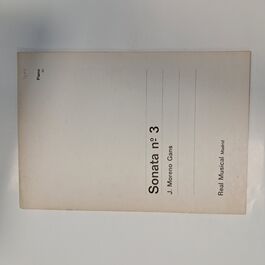 Piano
Sonata nº 3
J. Moreno Gans
Real Musical Madrid